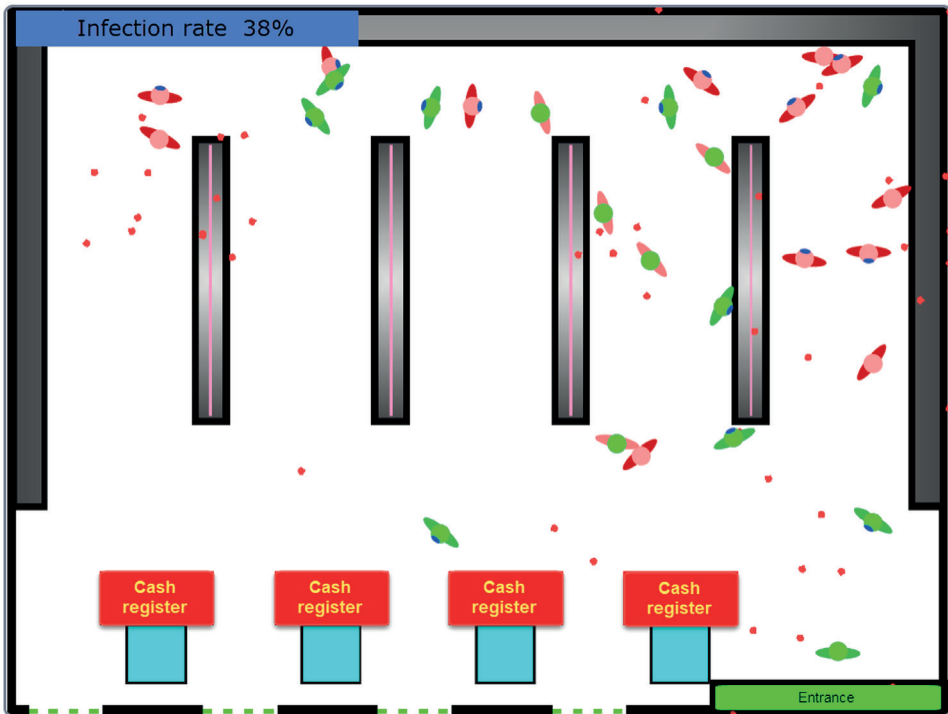 Infection rate  38%
Cash
register
Cash
register
Cash
register
Cash
register
Entrance